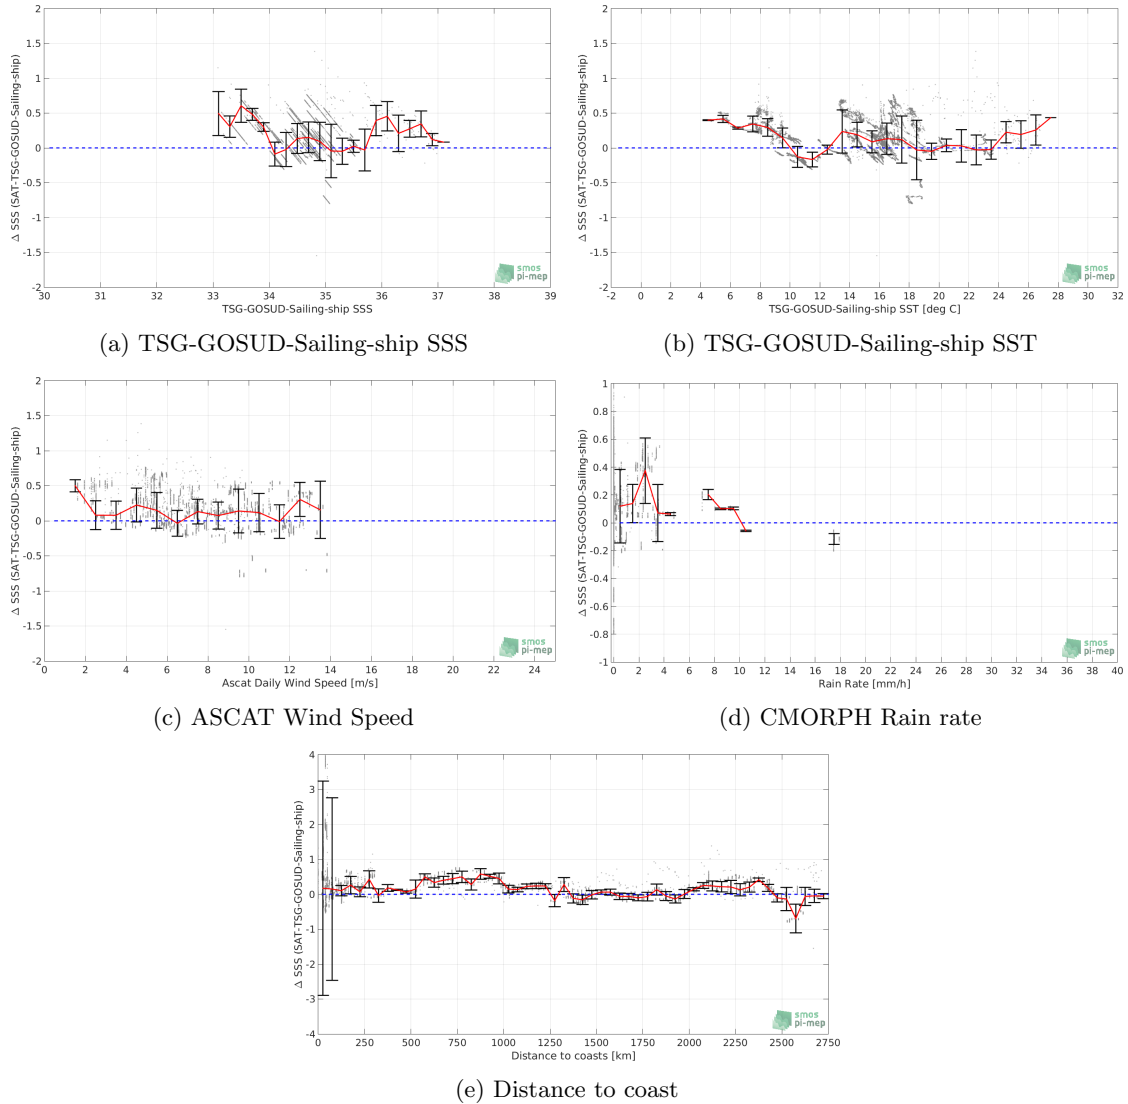 2
1.5
1
0.5
0
-0.5
-1
-1.5
-2
Δ SSS (SAT-TSG-GOSUD-Sailing-ship)
30 31 32 33 34 35 36 37 38 39
TSG-GOSUD-Sailing-ship SSS
smos
pi-mep
(a) TSG-GOSUD-Sailing-ship SSS
2
1.5
1
0.5
0
-0.5
-1
-1.5
-2
Δ SSS (SAT-TSG-GOSUD-Sailing-ship)
-2 0 2 4 6 8 10 12 14 16 18 20 22 24 26 28 30 32
TSG-GOSUD-Sailing-ship SST [deg C]
smos
pi-mep
(b) TSG-GOSUD-Sailing-ship SST
2
1.5
1
0.5
0
-0.5
-1
-1.5
-2
Δ SSS (SAT-TSG-GOSUD-Sailing-ship)
2 4 6 8 10 12 14 16 18 20 22 24
Ascat Daily Wind Speed [m/s]
smos
pi-mep
(c) ASCAT Wind Speed
1
0.8
0.6
0.4
0.2
0
-0.2
-0.4
-0.6
-0.8
-1
Δ SSS (SAT-TSG-GOSUD-Sailing-ship)
0 2 4 6 8 10 12 14 16 18 20 22 24 26 28 30 32 34 36 38 40
Rain Rate [mm/h]
smos
pi-mep
(d) CMORPH Rain rate
4
3
2
1
0
-1
-2
-3
-4
Δ SSS (SAT-TSG-GOSUD-Sailing-ship)
0 250 500 750 1000 1250 1500 1750 2000 2250 2500 2750
Distance to coasts [km]
smos
pi-mep
(e) Distance to coast